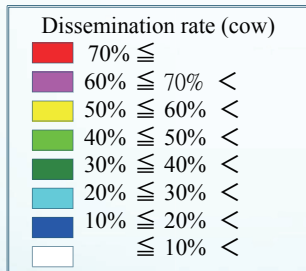 Dissemination rate (cow)
70% ≦
60% ≦ 70% <
50% ≦ 60% <
40% ≦ 50% <
30% ≦ 40% <
20% ≦ 30% <
10% ≦ 20% <
≦ 10% <